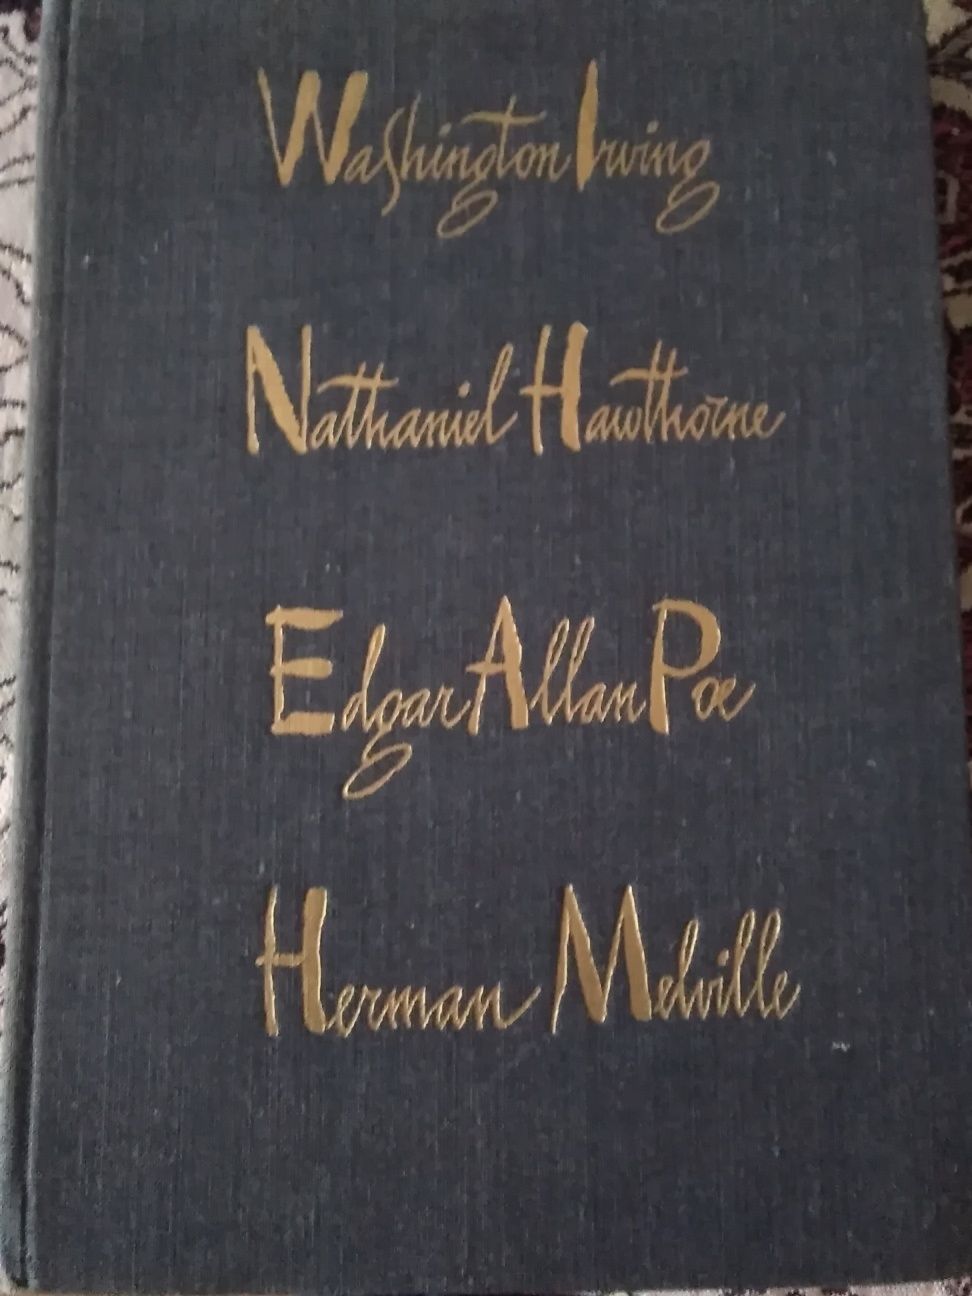 Washington Irving
Nathaniel Hawthorne
Edgar Allan Poe
Herman Melville